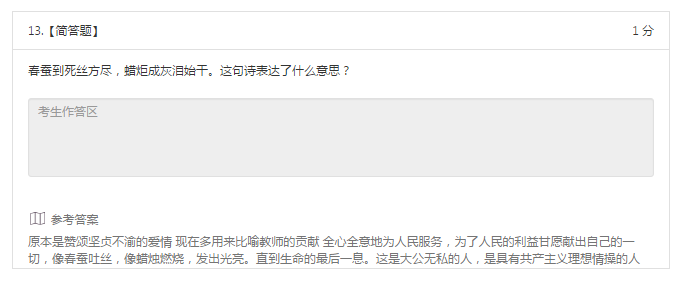 13.【简答题】 1 分
春蚕到死丝方尽，蜡炬成灰泪始干。这句诗表达了什么意思？
考生作答区
参考答案
原本是赞颂坚贞不渝的爱情 现在多用来比喻教师的贡献 全心全意地为人民服务，为了人民的利益甘愿献出自己的一
切，像春蚕吐丝，像蜡烛燃烧，发出光亮。直到生命的最后一息。这是大公无私的人，是具有共产主义理想情操的人